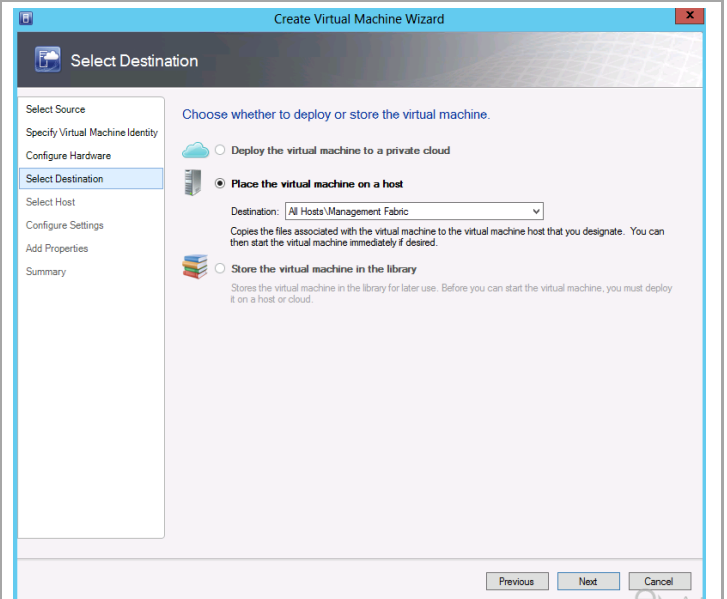 Create Virtual Machine Wizard
x
Select Destination
Select Source
Specify Virtual Machine Identity
Configure Hardware
Select Destination
Select Host
Configure Settings
Add Properties
Summary
Choose whether to deploy or store the virtual machine.
Deploy the virtual machine to a private cloud
Place the virtual machine on a host
Destination: All Hosts\Management Fabric
Copies the files associated with the virtual machine to the virtual machine host that you designate. You can
then start the virtual machine immediately if desired.
Store the virtual machine in the library
Stores the virtual machine in the library for later use. Before you can start the virtual machine, you must deploy
it on a host or cloud.
Previous Next Cancel